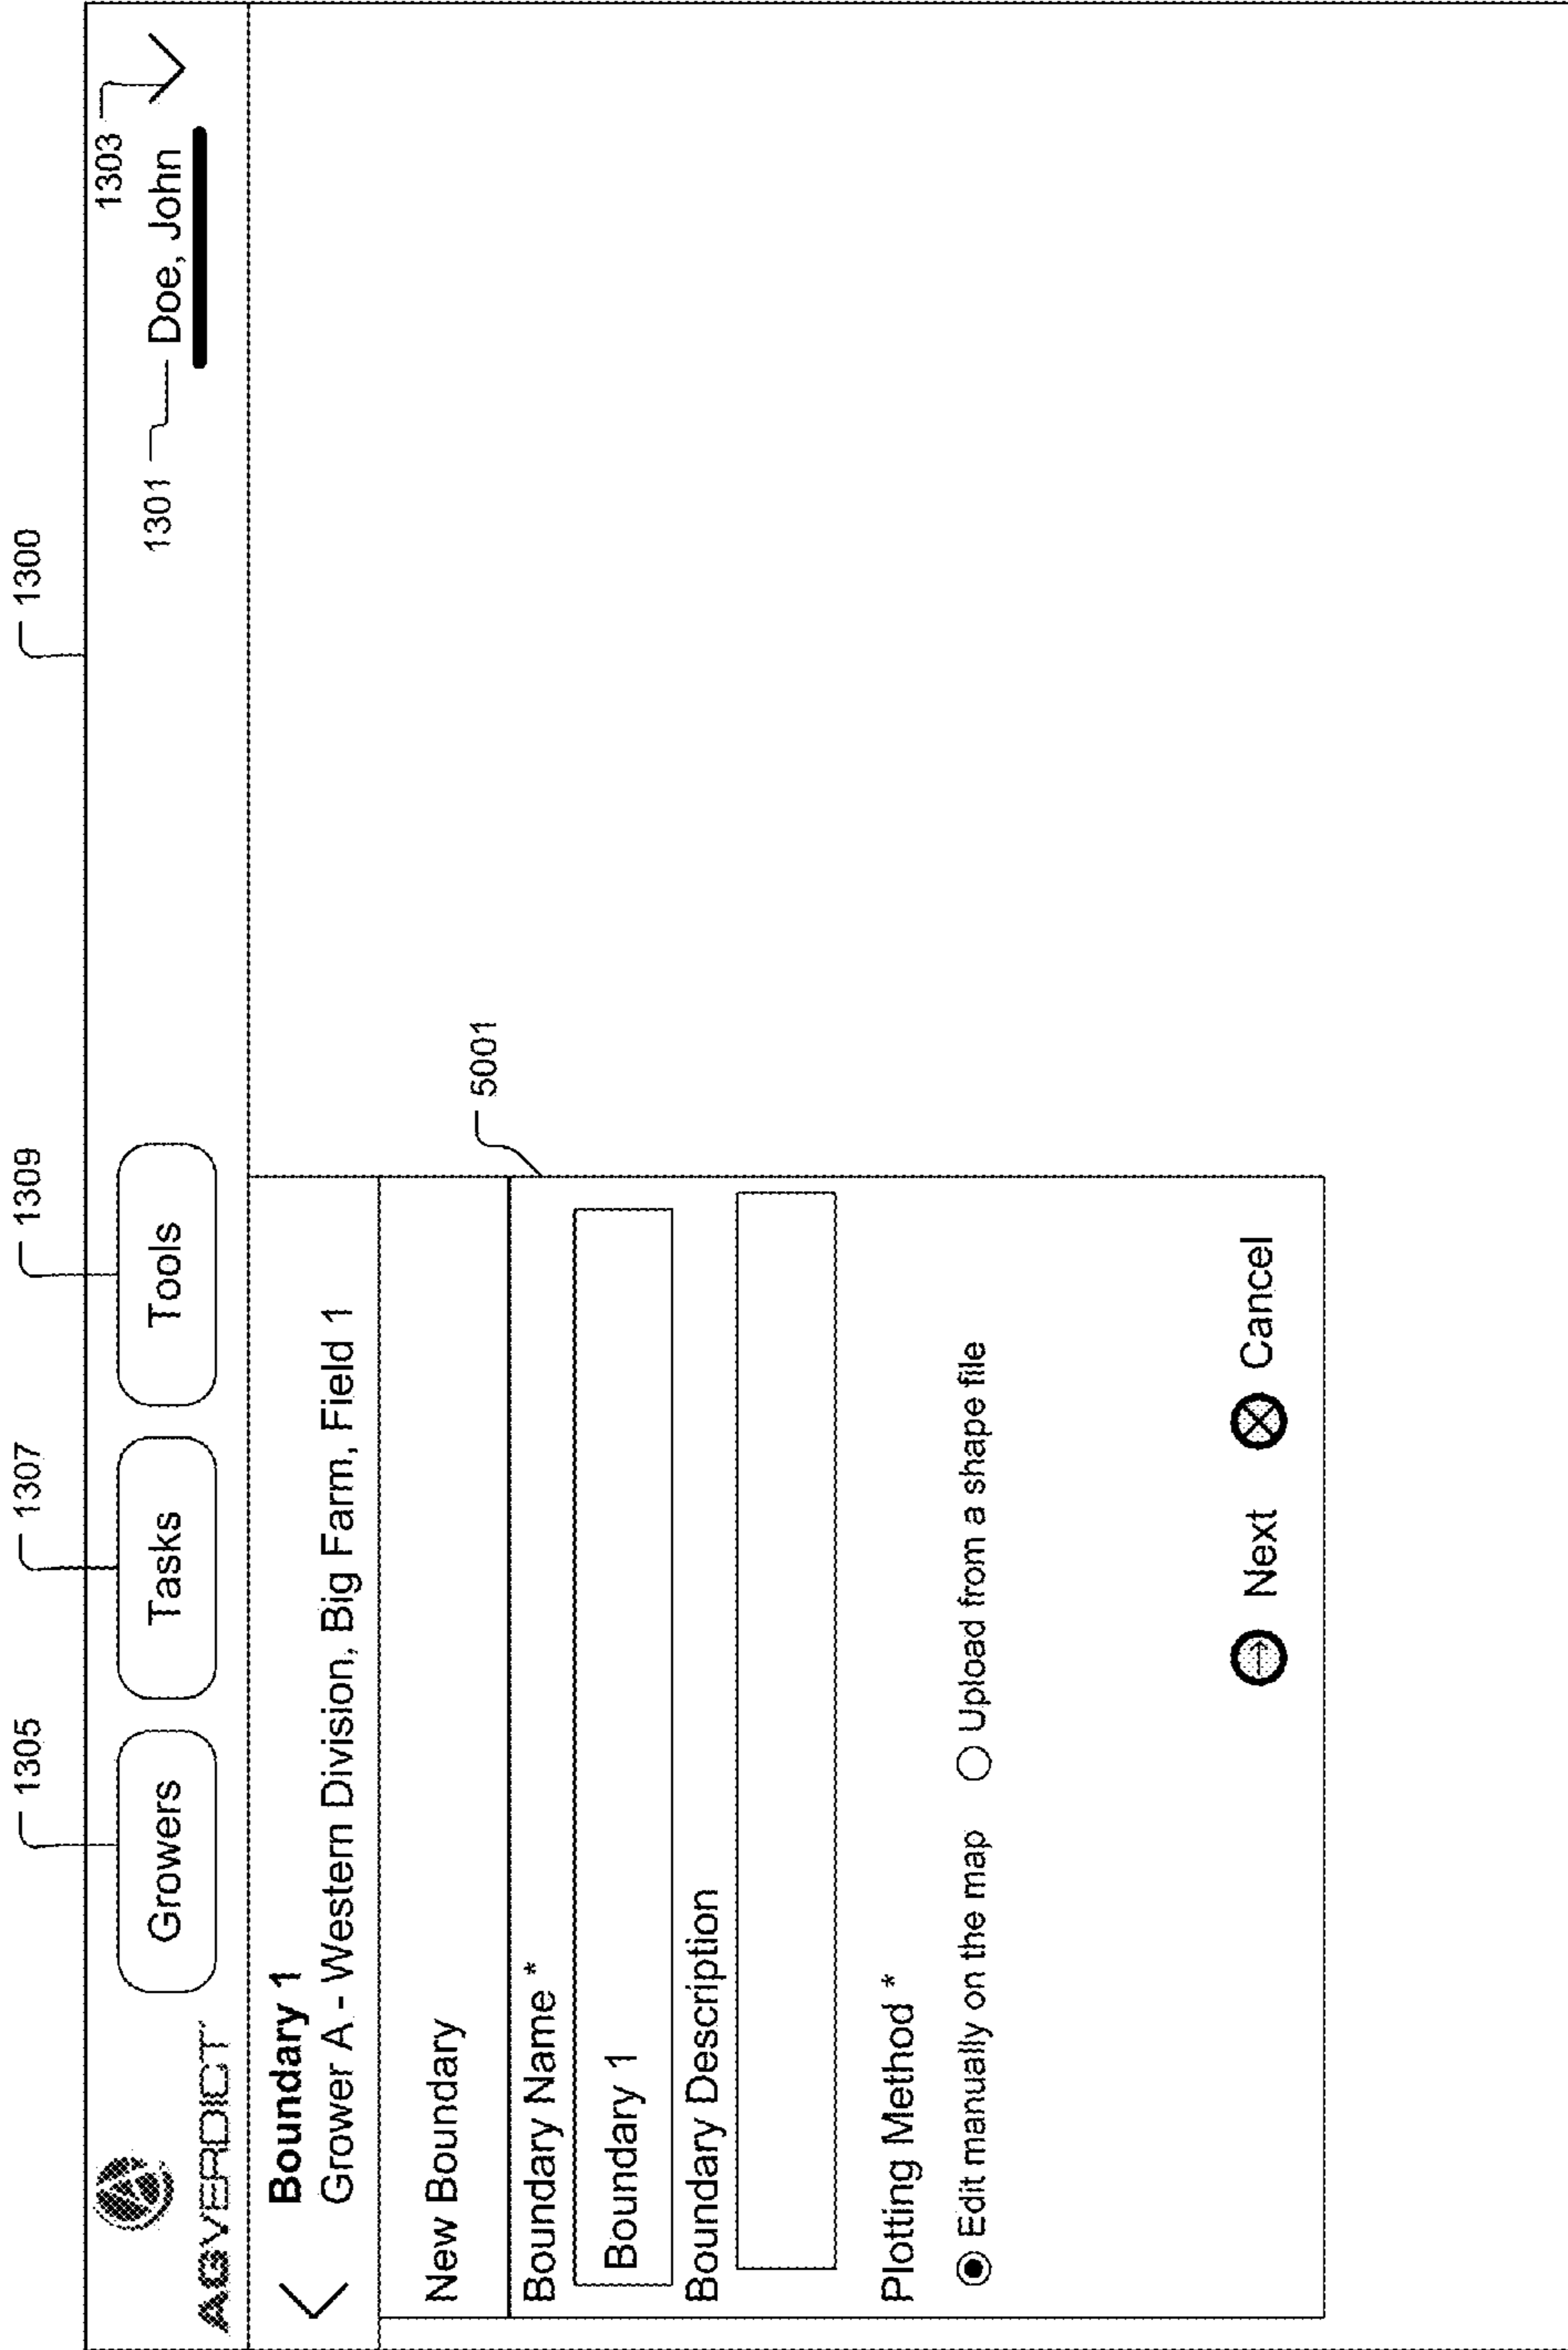 1300
1305
1307
1309
1303
AGVERDICT
Growers
Tasks
Tools
1301
Doe, John
Boundary 1
Grower A - Western Division, Big Farm, Field 1
New Boundary
5001
Boundary Name *
Boundary 1
Boundary Description
Plotting Method *
Edit manually on the map
Upload from a shape file
Next
Cancel